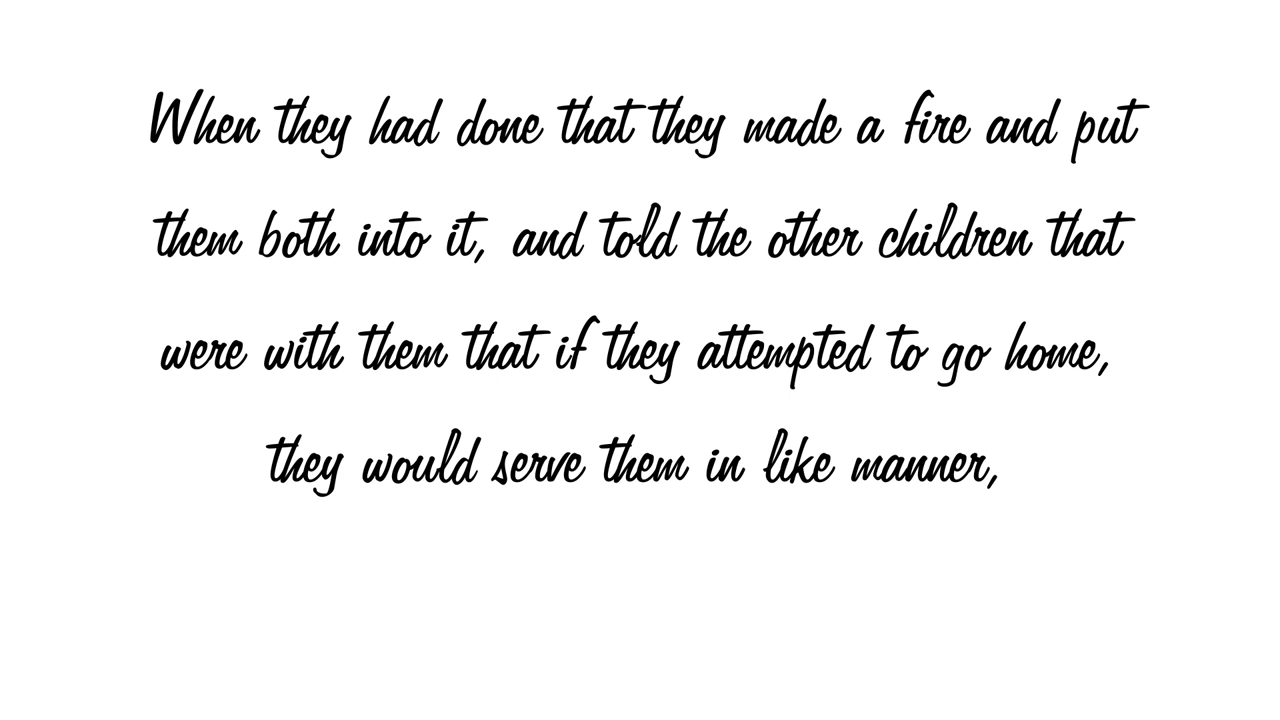 When they had done that they made a fire and put
them both into it, and told the other children that
were with them that if they attempted to go home,
they would serve them in like manner,